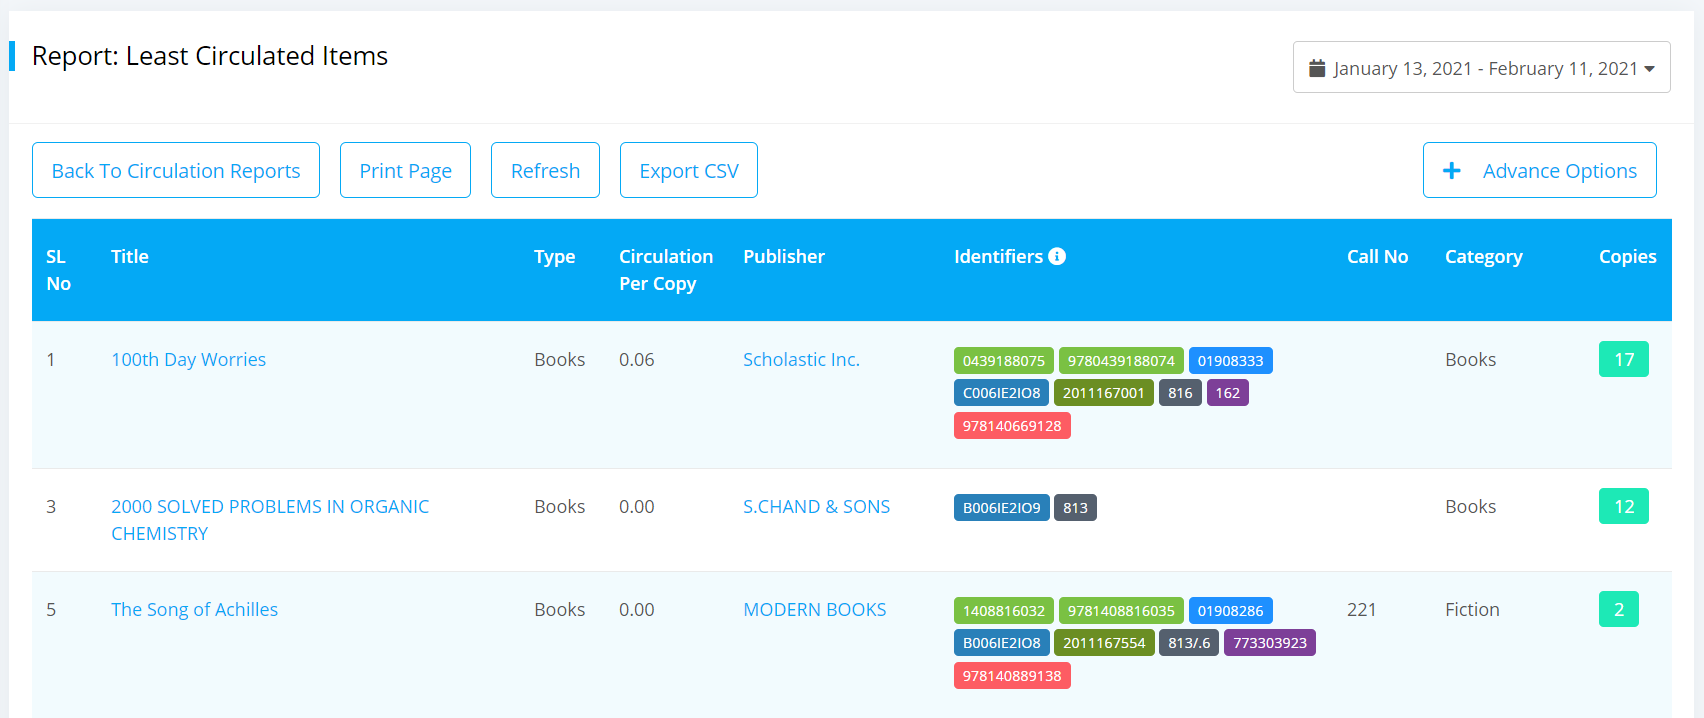 Report: Least Circulated Items
January 13, 2021 - February 11, 2021
Back To Circulation Reports Print Page Refresh Export CSV Advance Options
SL No Title Type Circulation Per Copy Publisher Identifiers Call No Category Copies
1 100th Day Worries Books 0.06 Scholastic Inc. 0439188075 9780439188074 01908333 Books 17
C006IE2IO8 2011167001 816 162
978140669128
3 2000 SOLVED PROBLEMS IN ORGANIC Books 0.00 S.CHAND & SONS B006IE2IO9 813 Books 12
CHEMISTRY
5 The Song of Achilles Books 0.00 MODERN BOOKS 1408816032 9781408816035 01908286 221 Fiction 2
B006IE2IO8 2011167554 813/.6 773303923
978140889138